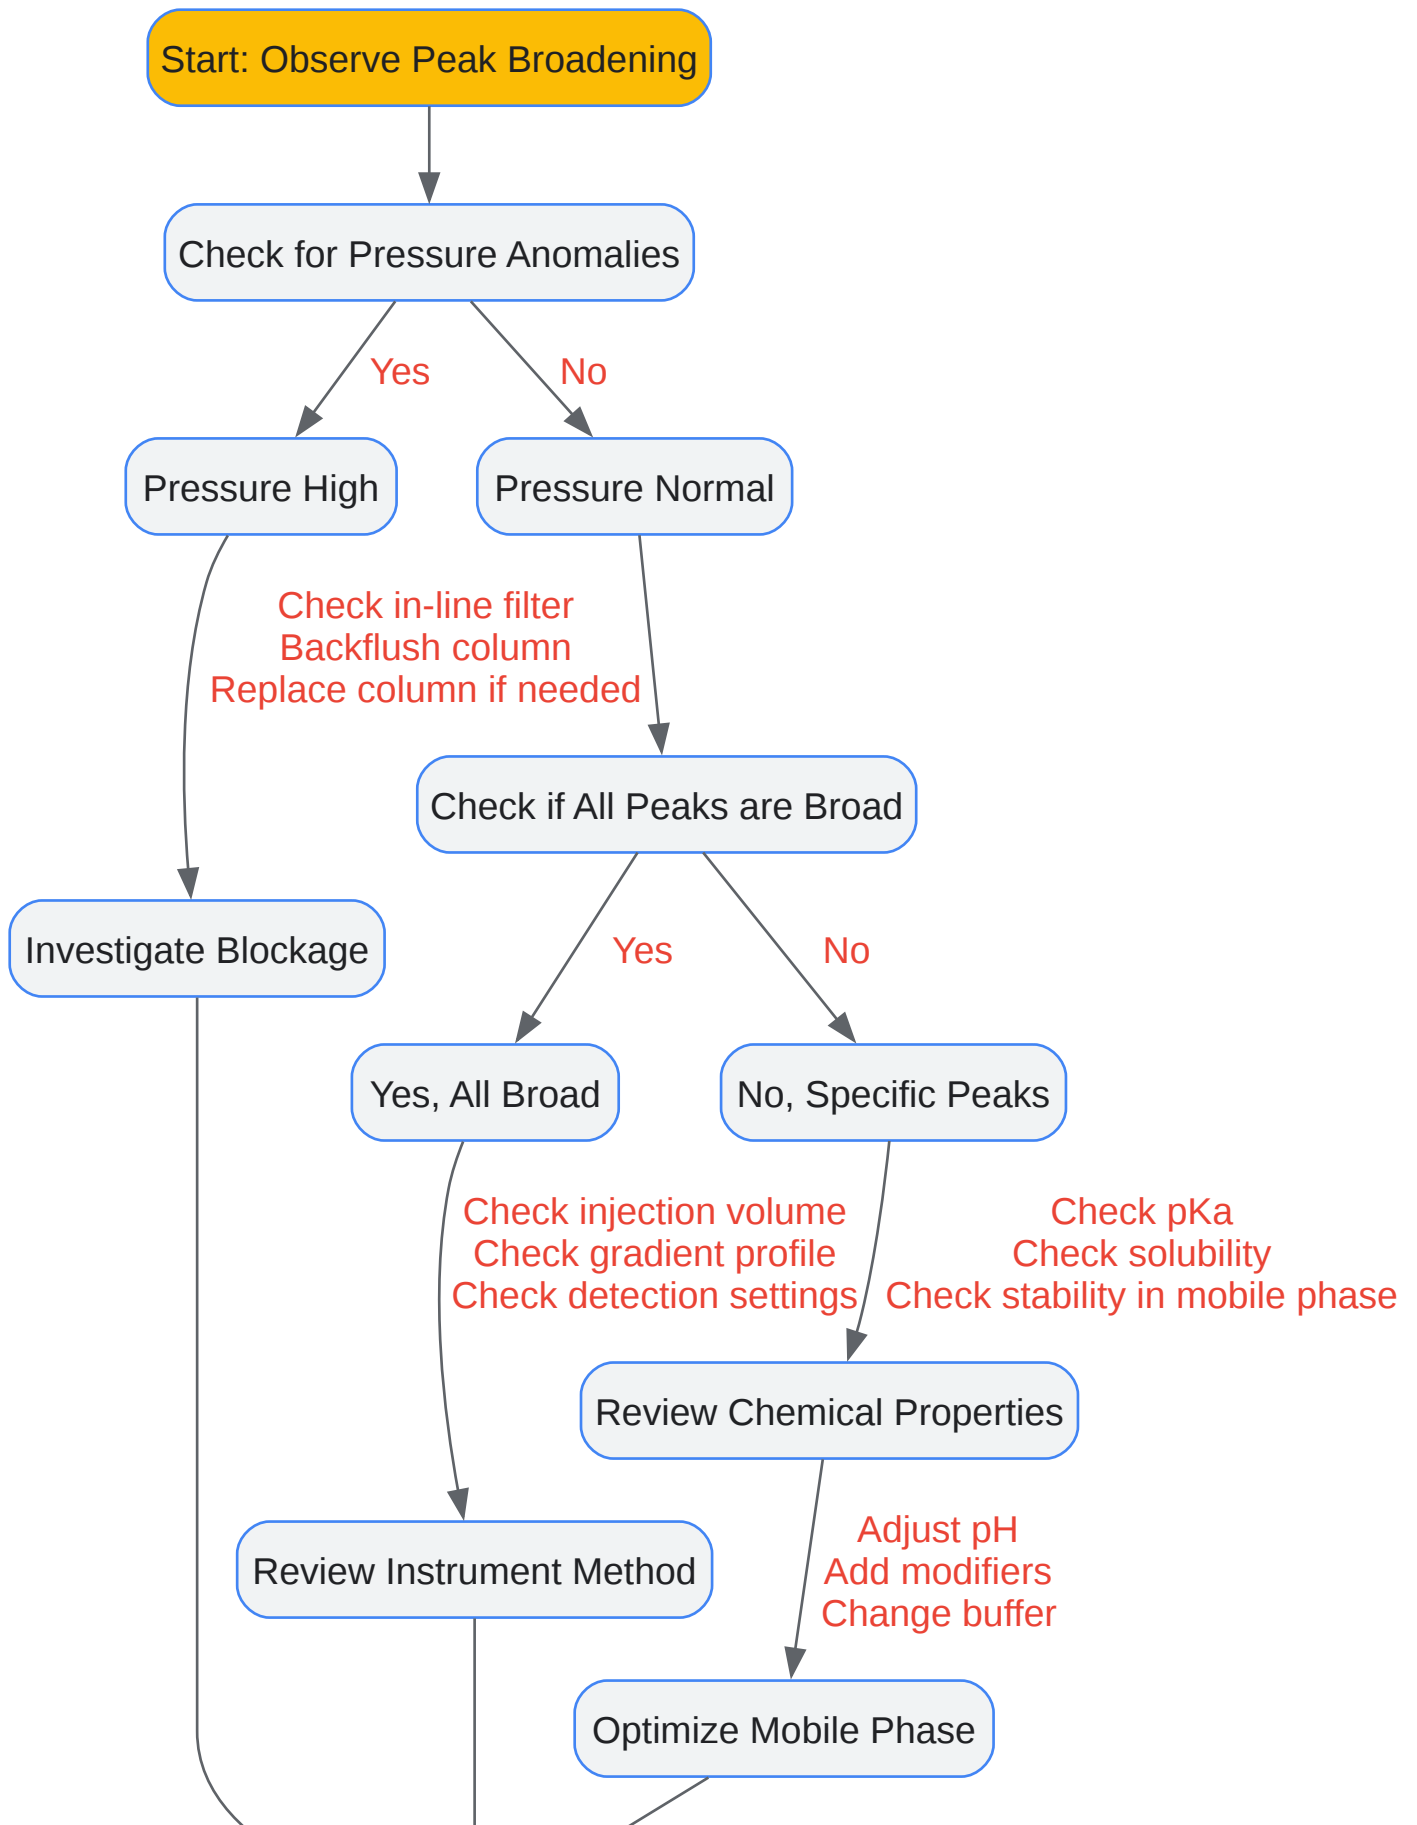 Start: Observe Peak Broadening
Check for Pressure Anomalies
Yes
No
Pressure High
Pressure Normal
Check in-line filter
Backflush column
Replace column if needed
Check if All Peaks are Broad
Investigate Blockage
Yes
No
Yes, All Broad
No, Specific Peaks
Check injection volume
Check gradient profile
Check detection settings
Check pKa
Check solubility
Check stability in mobile phase
Review Chemical Properties
Review Instrument Method
Adjust pH
Add modifiers
Change buffer
Optimize Mobile Phase